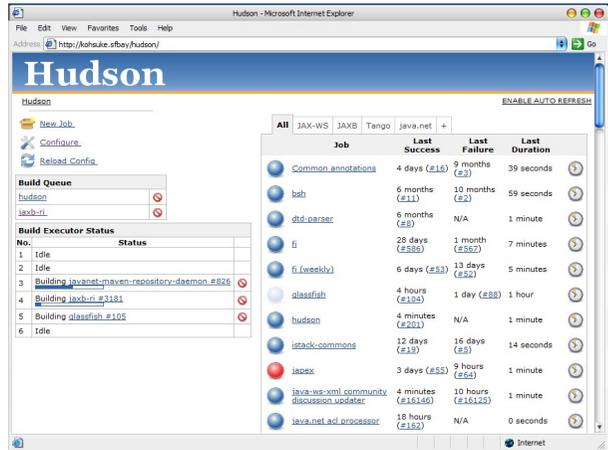 Hudson - Microsoft Internet Explorer
File Edit View Favorites Tools Help
Address http://kohsuke.sfbay/hudson/ Go
Hudson
Hudson
ENABLE AUTO REFRESH
New Job
Configure
Reload Config
Build Queue
hudson
jaxb-ri
Build Executor Status
No. Status
1 Idle
2 Idle
3 Building javanet-maven-repository-daemon #826
4 Building jaxb-ri #3181
5 Building glassfish #105
6 Idle
All JAX-WS JAXB Tango java.net +
Job Last Success Last Failure Last Duration
Common annotations 4 days (#16) 9 months (#3) 39 seconds
bsh 6 months (#11) 10 months (#2) 59 seconds
dtd-parser 6 months (#8) N/A 1 minute
fi 28 days (#586) 1 month (#567) 7 minutes
fi (weekly) 6 days (#53) 13 days (#52) 5 minutes
glassfish 4 hours (#104) 1 day (#88) 1 hour
hudson 4 minutes (#201) N/A 1 minute
istack-commons 12 days (#19) 16 days (#5) 14 seconds
japex 3 days (#55) 9 hours (#64) 1 minute
java-ws-xml community discussion updater 4 minutes (#16146) 10 hours (#16125) 1 minute
java.net acl processor 18 hours (#162) N/A 0 seconds
Internet